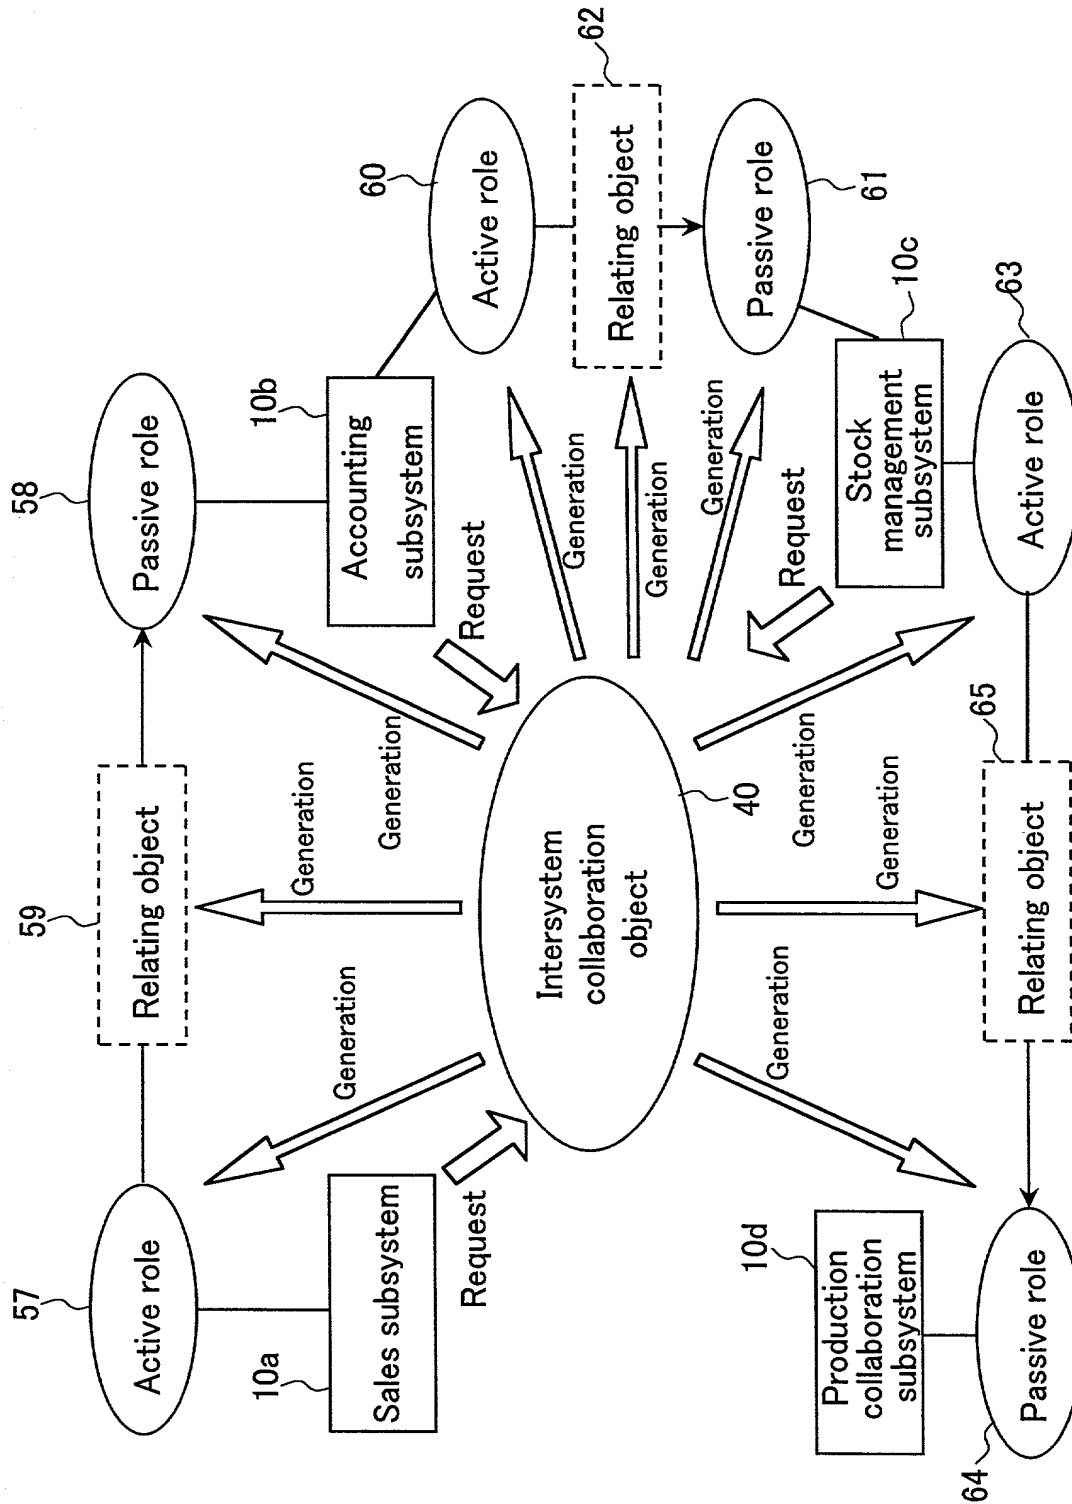 57
Active role
59
Relating object
58
Passive role
10a
Sales subsystem
Request
Generation
Generation
Generation
10b
Accounting
subsystem
Request
60
Active role
Generation
62
Relating object
Generation
61
Passive role
Generation
Intersystem
collaboration
object
40
Request
10c
Stock
management
subsystem
63
Active role
Generation
65
Relating object
Generation
Generation
10d
Production
collaboration
subsystem
64
Passive role